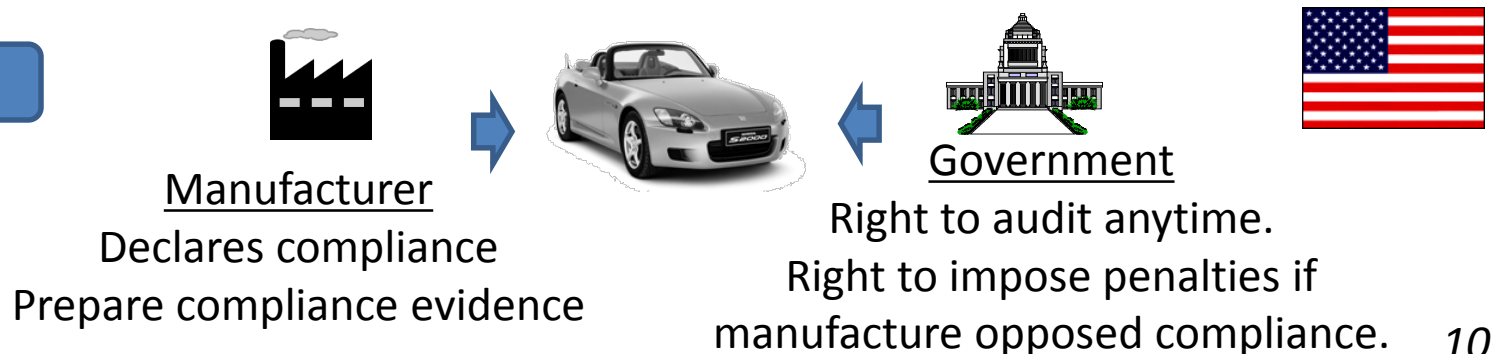 S2000
Manufacturer
Declares compliance
Prepare compliance evidence
Government
Right to audit anytime.
Right to impose penalties if
manufacture opposed compliance.
10